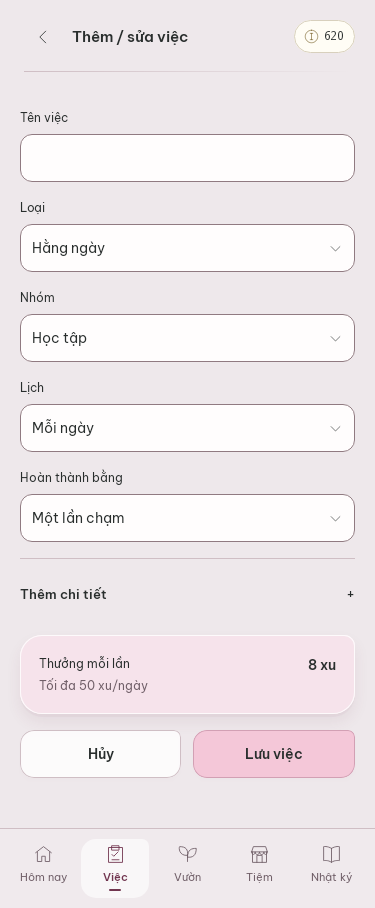 Thêm / sửa việc
620
Tên việc
Loại
Hằng ngày
Nhóm
Học tập
Lịch
Mỗi ngày
Hoàn thành bằng
Một lần chạm
Thêm chi tiết +
Thưởng mỗi lần 8 xu
Tối đa 50 xu/ngày
Hủy Lưu việc
Hôm nay Việc Vườn Tiệm Nhật ký